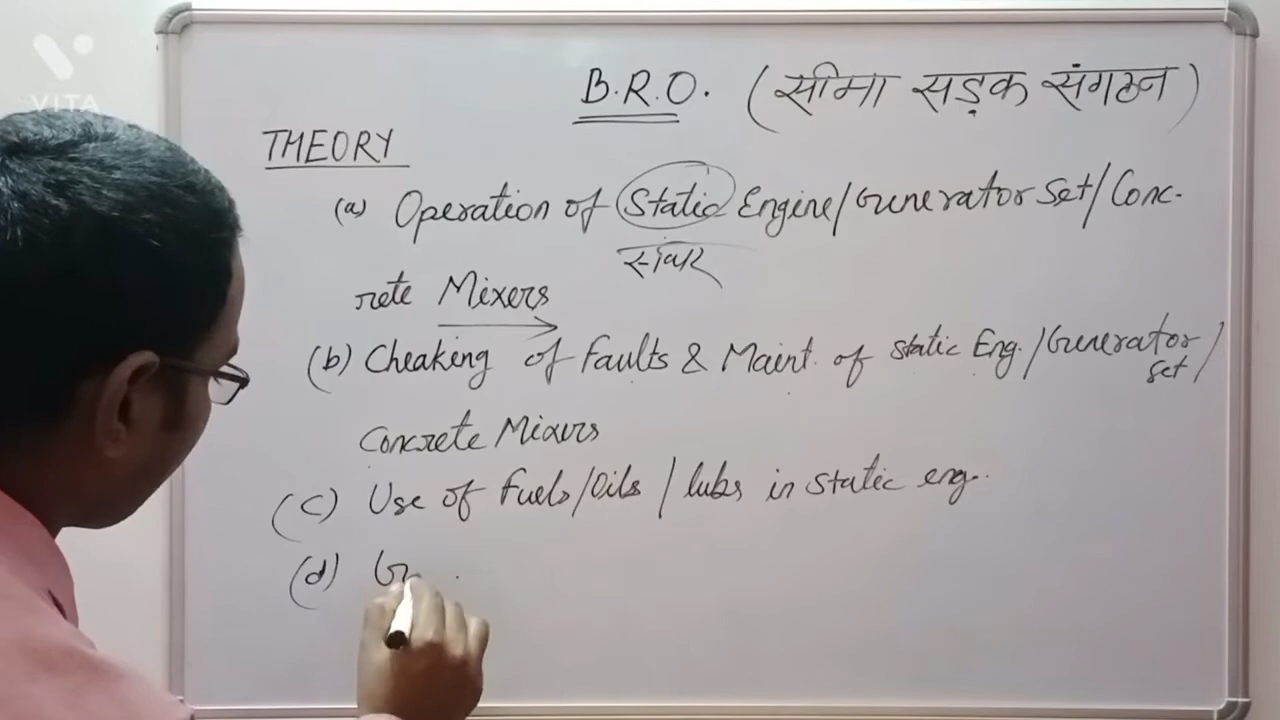 VITA
B.R.O. (सीमा सड़क संगठन)
THEORY
(a) Operation of Static Engine/Generator Set/Conc-
rete Mixers
(b) Cheaking of Faults & Maint. of static Eng./Generator set/
Concrete Mixers
(c) Use of Fuels/Oils/lubs in static eng.
(d)